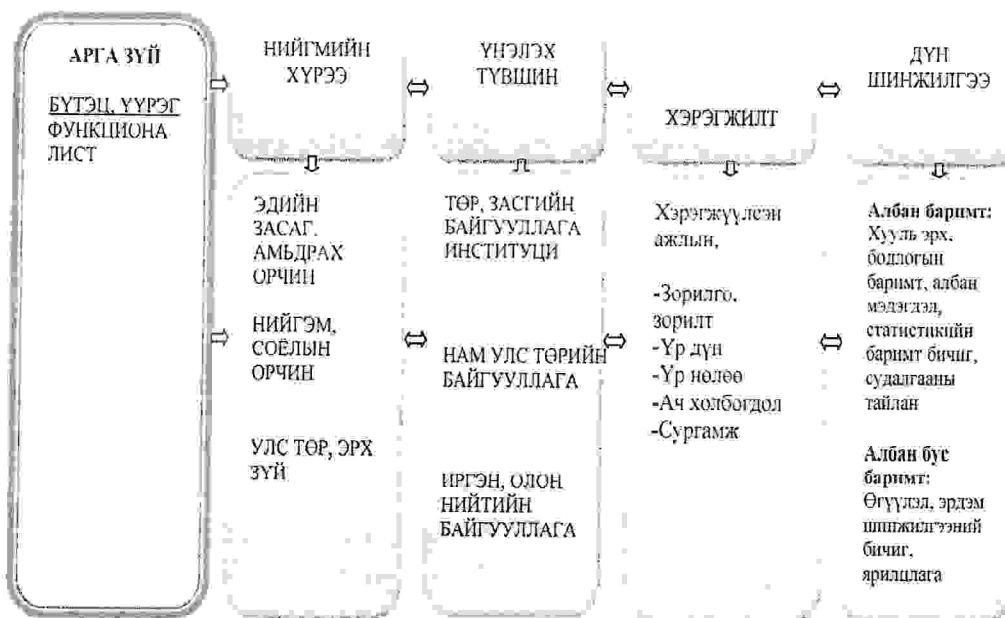 АРГА ЗҮЙ
БҮТЭЦ, ҮҮРЭГ
ФУНКЦИОНА
ЛИСТ
НИЙГМИЙН
ХҮРЭЭ
ЭДИЙН
ЗАСАГ.
АМЬДРАХ
ОРЧИН
НИЙГЭМ,
СОЁЛЫН
ОРЧИН
УЛС ТӨР, ЭРХ
ЗҮЙ
ҮНЭЛЭХ
ТҮВШИН
ТӨР, ЗАСГИЙН
БАЙГУУЛЛАГА
ИНСТИТУЦИ
НАМ УЛС ТӨРИЙН
БАЙГУУЛЛАГА
ИРГЭН, ОЛОН
НИЙТИЙН
БАЙГУУЛЛАГА
ХЭРЭГЖИЛТ
Хэрэгжүүлсэн
ажлын,
-Зорилго,
зорилт
-Үр дүн
-Үр нөлөө
-Ач холбогдол
-Сургамж
ДҮН
ШИНЖИЛГЭЭ
Албан баримт:
Хууль эрх,
бодлогын
баримт, албан
мэдэгдэл,
статистикийн
баримт бичиг,
судалгааны
тайлан
Албан бус
баримт:
Өгүүлэл, эрдэм
шинжилгээний
бичиг,
ярилцлага